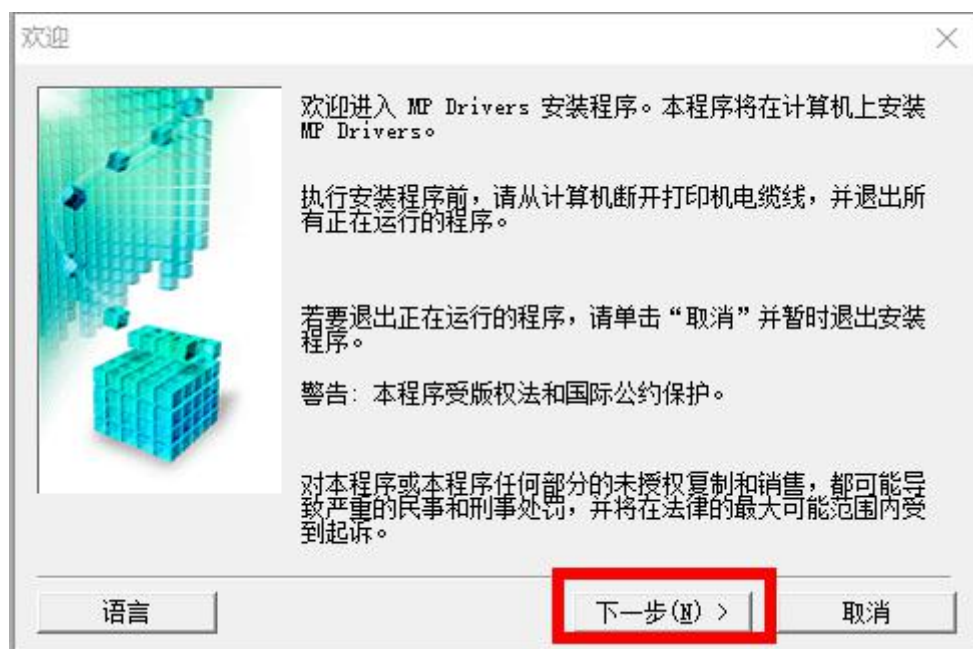 欢迎
欢迎进入 MP Drivers 安装程序。本程序将在计算机上安装
MP Drivers。
执行安装程序前，请从计算机断开打印机电缆线，并退出所
有正在运行的程序。
若要退出正在运行的程序，请单击“取消”并暂时退出安装
程序。
警告: 本程序受版权法和国际公约保护。
对本程序或本程序任何部分的未授权复制和销售，都可能导
致严重的民事和刑事处罚，并将在法律的最大可能范围内受
到起诉。
语言
下一步(N) >
取消